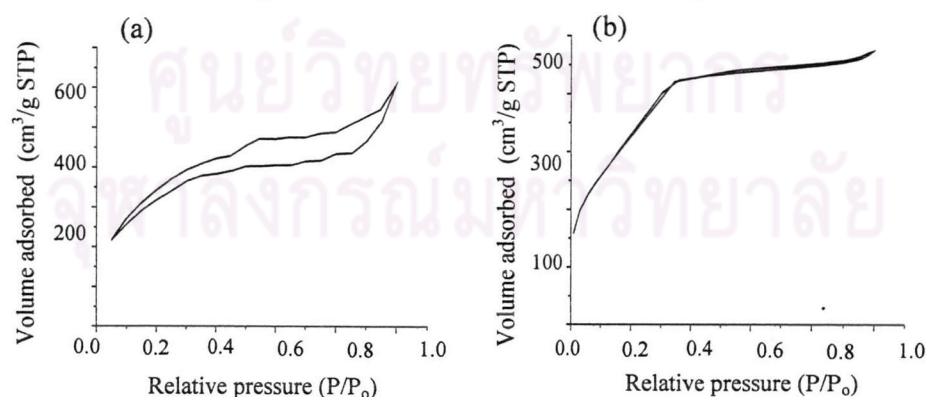 (a)
(b)
ศูนย์วิทยทรัพยากร
จุฬาลงกรณ์มหาวิทยาลัย
Volume adsorbed (cm³/g STP)
600
400
200
0.0 0.2 0.4 0.6 0.8 1.0
Relative pressure (P/Pₒ)
Volume adsorbed (cm³/g STP)
500
300
100
0.0 0.2 0.4 0.6 0.8 1.0
Relative pressure (P/Pₒ)